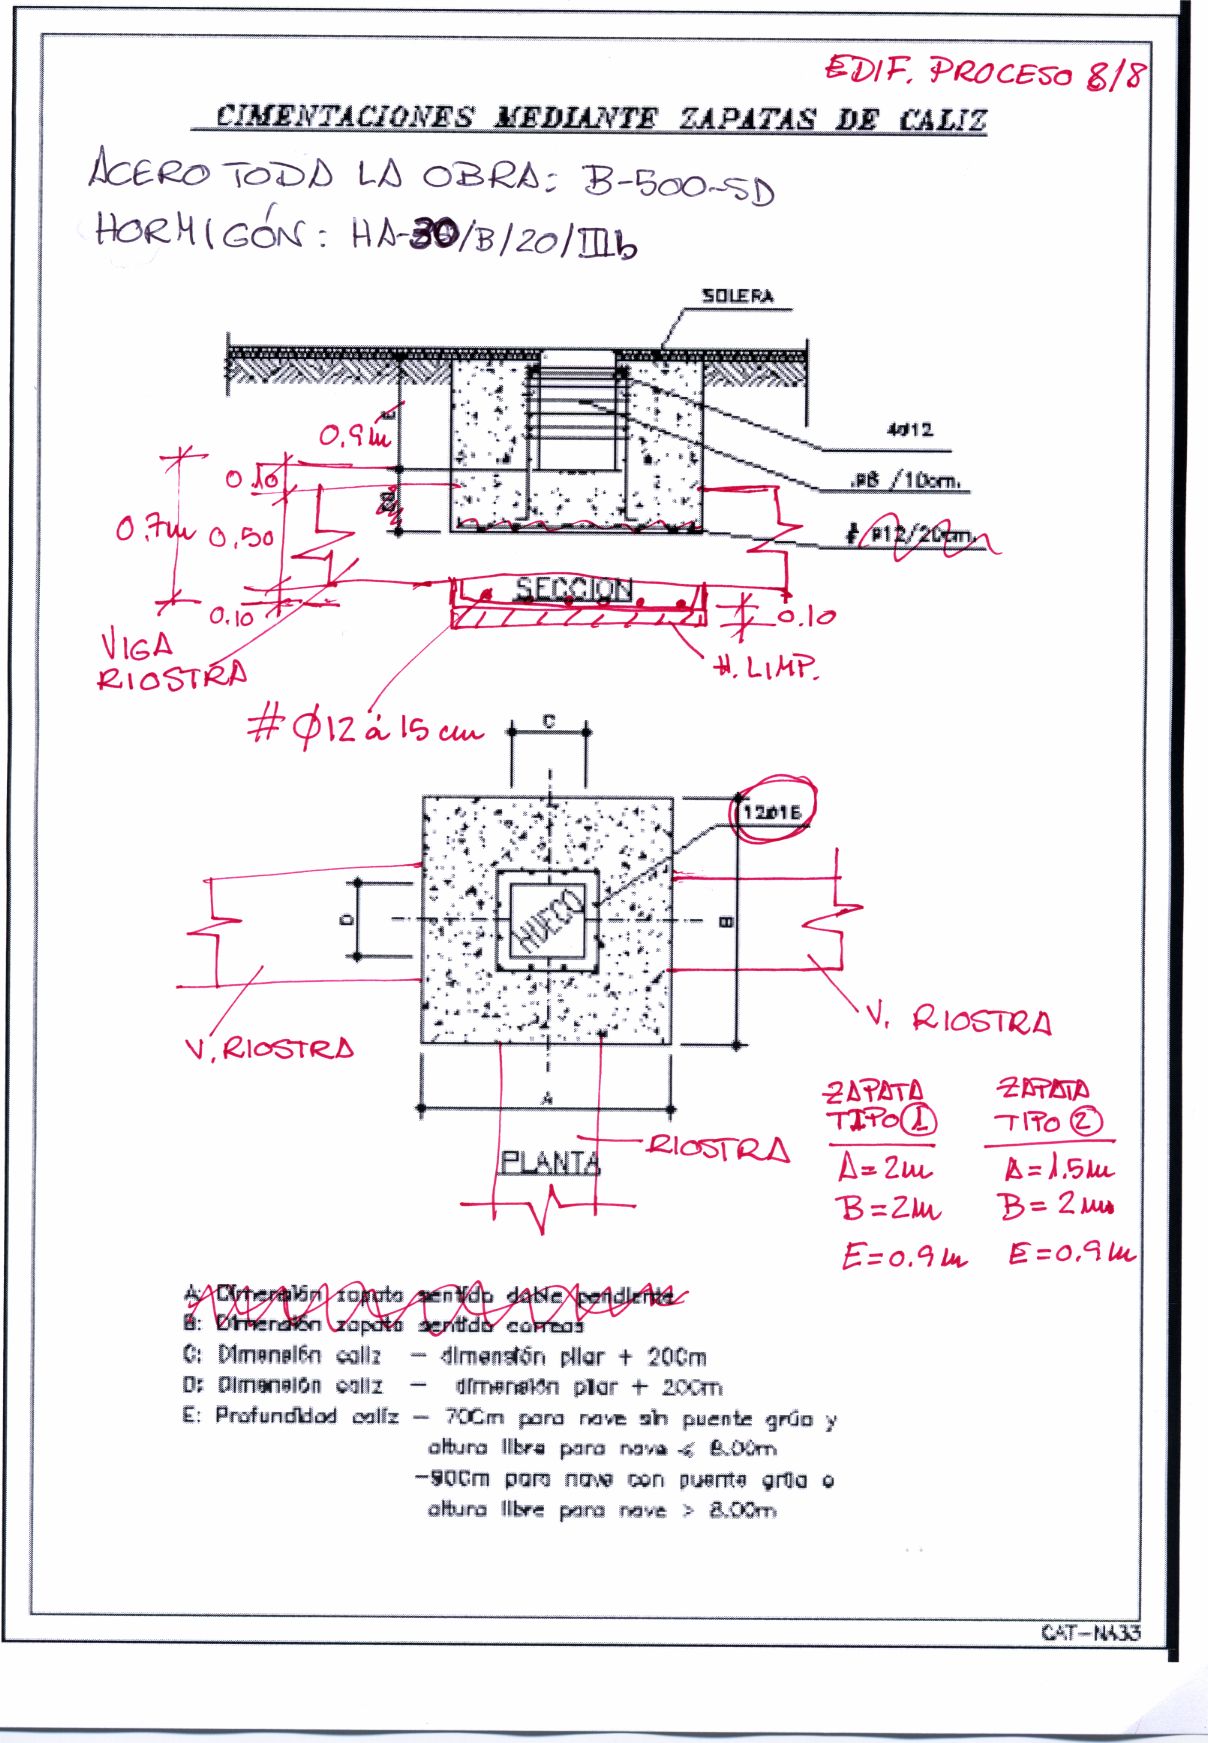 EDIF. PROCESO 8/8
CIMENTACIONES MEDIANTE ZAPATAS DE CALIZ
ACERO TODA LA OBRA: B-500-SD
HORMIGÓN: HA-30/B/20/IIIb
SOLERA
E
0.9m
4ø12
0.10
ø8 /10cm.
0.7m
0.50
# ø12/20cm.
SECCION
0.10
0.10
VIGA
RIOSTRA
H. LIMP.
# Ø12 á 15 cm
C
12ø16
HUECO
D
B
V. RIOSTRA
V. RIOSTRA
A
RIOSTRA
PLANTA
ZAPATA
TIPO 1
A=2m
B=2m
E=0.9m
ZAPATA
TIPO 2
A=1.5m
B=2m
E=0.9m
A: Dimensión zapata sentido doble pendiente
B: Dimensión zapata sentido correas
C: Dimensión caliz – dimensión pilar + 20Cm
D: Dimensión caliz – dimensión pilar + 20Cm
E: Profundidad caliz – 70Cm para nave sin puente grúa y
altura libre para nave ≤ 8.00m
–90Cm para nave con puente grúa o
altura libre para nave > 8.00m
CAT-NA33